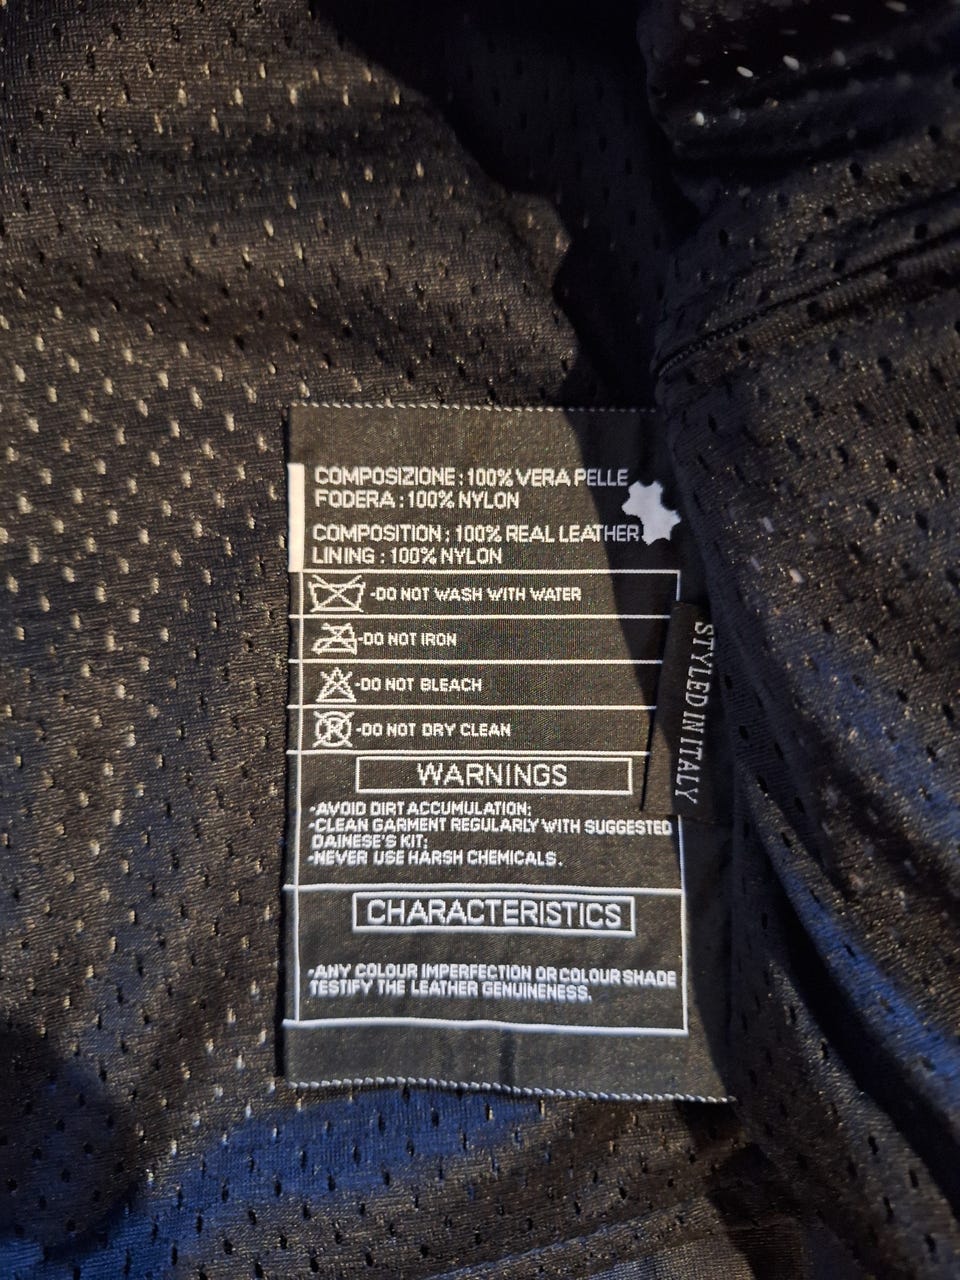 COMPOSIZIONE : 100% VERA PELLE
FODERA : 100% NYLON
COMPOSITION : 100% REAL LEATHER
LINING : 100% NYLON
-DO NOT WASH WITH WATER
-DO NOT IRON
-DO NOT BLEACH
R -DO NOT DRY CLEAN
STYLED IN ITALY
WARNINGS
-AVOID DIRT ACCUMULATION;
-CLEAN GARMENT REGULARLY WITH SUGGESTED
DAINESE'S KIT;
-NEVER USE HARSH CHEMICALS.
CHARACTERISTICS
-ANY COLOUR IMPERFECTION OR COLOUR SHADE
TESTIFY THE LEATHER GENUINENESS.